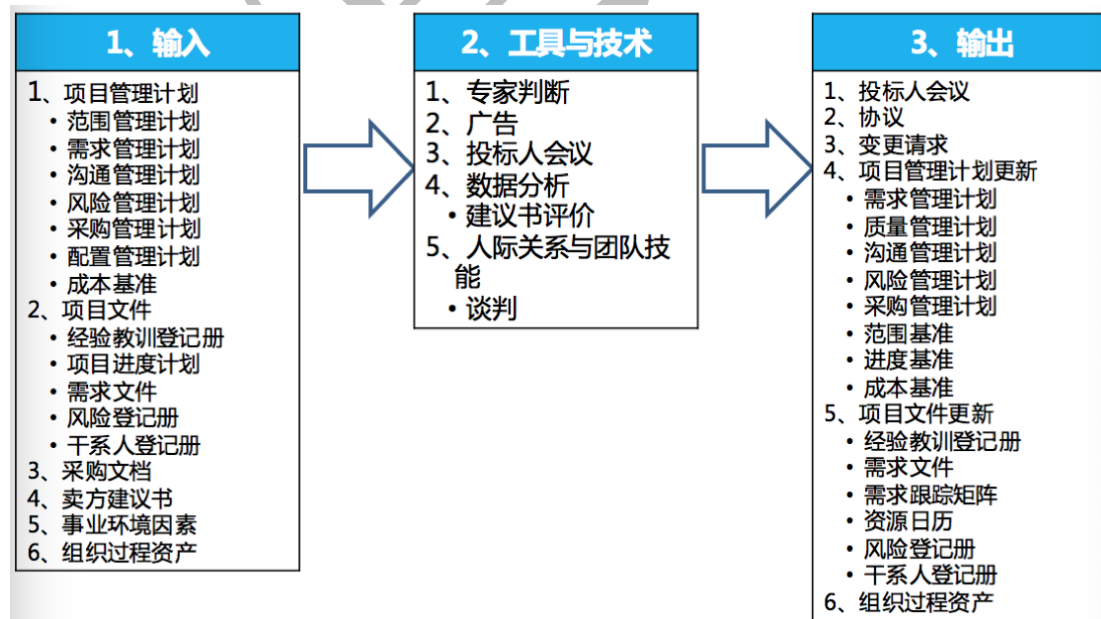 1、输入
1、项目管理计划
• 范围管理计划
• 需求管理计划
• 沟通管理计划
• 风险管理计划
• 采购管理计划
• 配置管理计划
• 成本基准
2、项目文件
• 经验教训登记册
• 项目进度计划
• 需求文件
• 风险登记册
• 干系人登记册
3、采购文档
4、卖方建议书
5、事业环境因素
6、组织过程资产
2、工具与技术
1、专家判断
2、广告
3、投标人会议
4、数据分析
• 建议书评价
5、人际关系与团队技
能
• 谈判
3、输出
1、投标人会议
2、协议
3、变更请求
4、项目管理计划更新
• 需求管理计划
• 质量管理计划
• 沟通管理计划
• 风险管理计划
• 采购管理计划
• 范围基准
• 进度基准
• 成本基准
5、项目文件更新
• 经验教训登记册
• 需求文件
• 需求跟踪矩阵
• 资源日历
• 风险登记册
• 干系人登记册
6、组织过程资产